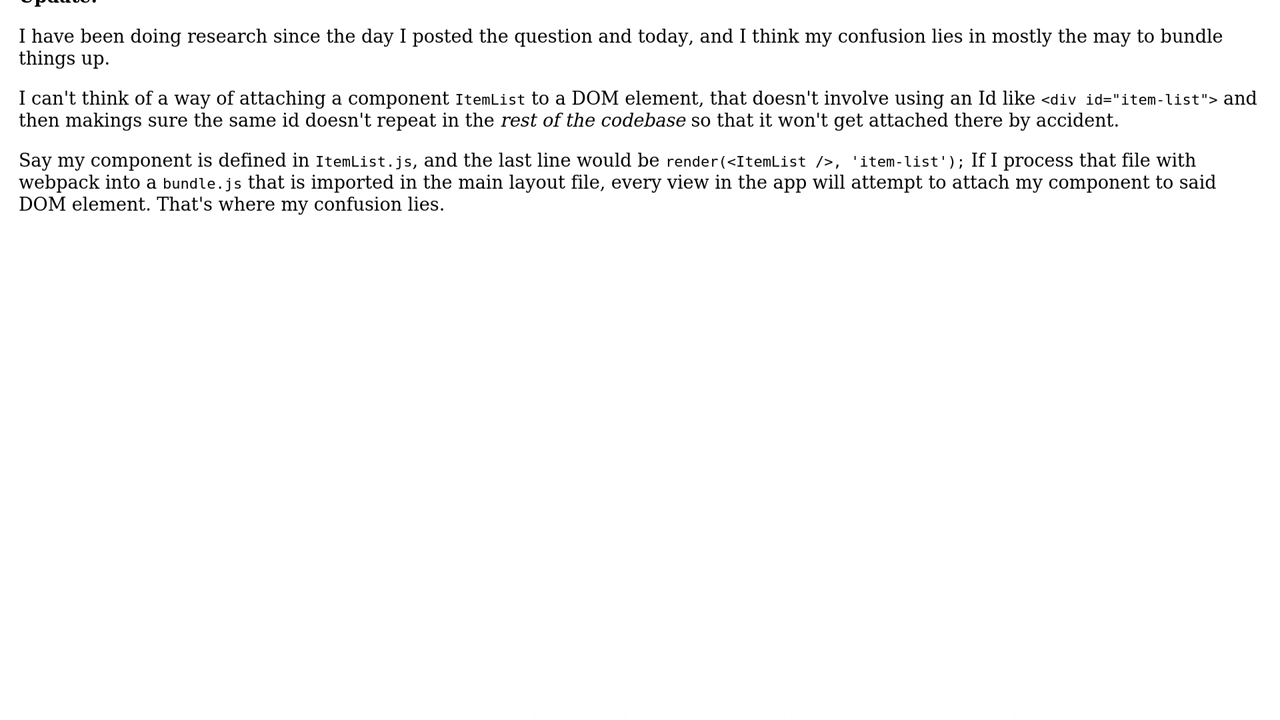 Update:
I have been doing research since the day I posted the question and today, and I think my confusion lies in mostly the may to bundle
things up.
I can't think of a way of attaching a component ItemList to a DOM element, that doesn't involve using an Id like <div id="item-list"> and
then makings sure the same id doesn't repeat in the rest of the codebase so that it won't get attached there by accident.
Say my component is defined in ItemList.js, and the last line would be render(<ItemList />, 'item-list'); If I process that file with
webpack into a bundle.js that is imported in the main layout file, every view in the app will attempt to attach my component to said
DOM element. That's where my confusion lies.